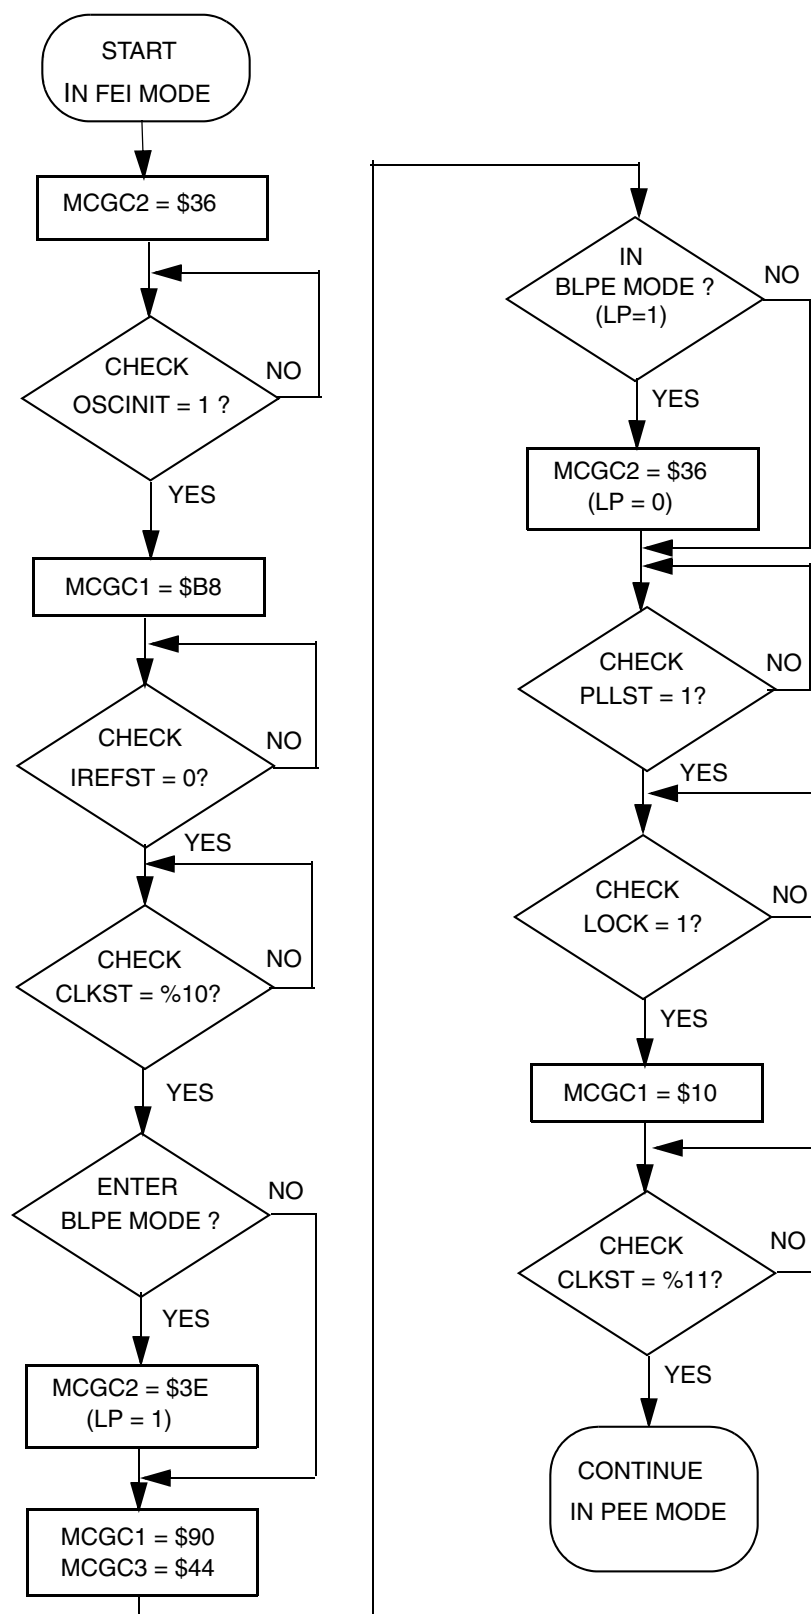 START
IN FEI MODE
MCGC2 = $36
CHECK
OSCINIT = 1 ?
NO
YES
MCGC1 = $B8
CHECK
IREFST = 0?
NO
YES
CHECK
CLKST = %10?
NO
YES
ENTER
BLPE MODE ?
NO
YES
MCGC2 = $3E
(LP = 1)
MCGC1 = $90
MCGC3 = $44
IN
BLPE MODE ?
(LP=1)
NO
YES
MCGC2 = $36
(LP = 0)
CHECK
PLLST = 1?
NO
YES
CHECK
LOCK = 1?
NO
YES
MCGC1 = $10
CHECK
CLKST = %11?
NO
YES
CONTINUE
IN PEE MODE